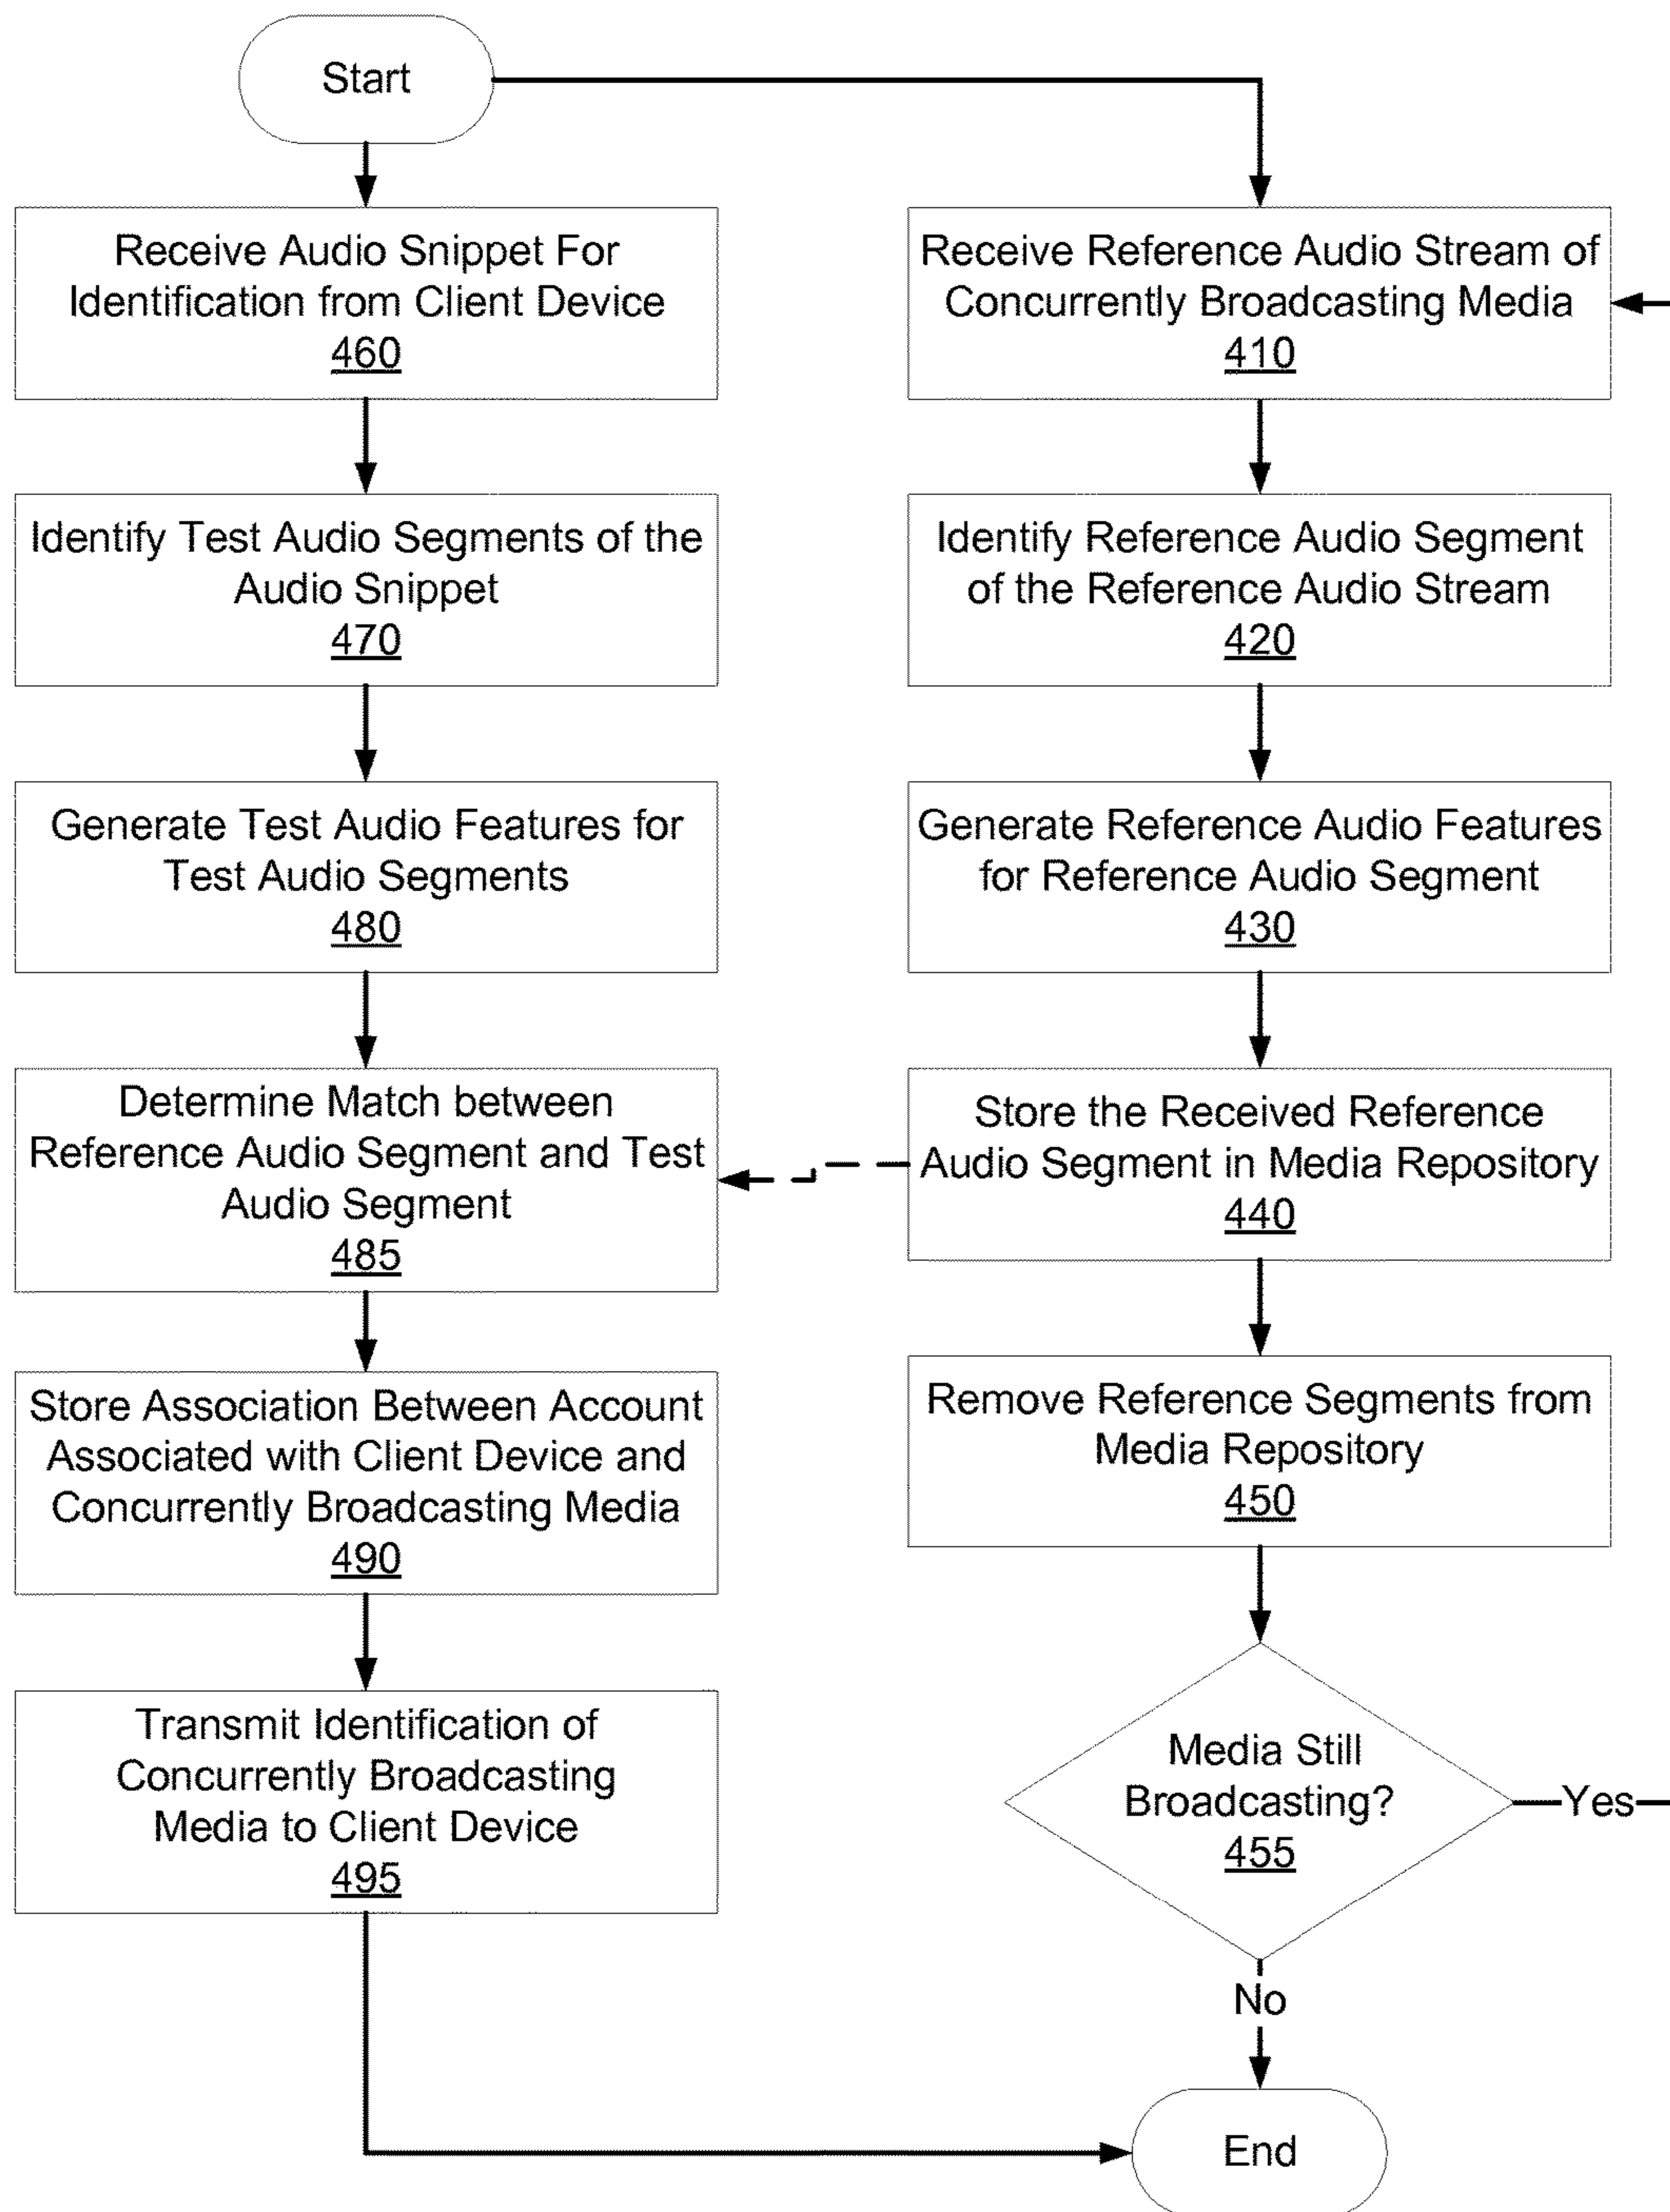 Start
Receive Audio Snippet For
Identification from Client Device
460
Identify Test Audio Segments of the
Audio Snippet
470
Generate Test Audio Features for
Test Audio Segments
480
Determine Match between
Reference Audio Segment and Test
Audio Segment
485
Store Association Between Account
Associated with Client Device and
Concurrently Broadcasting Media
490
Transmit Identification of
Concurrently Broadcasting
Media to Client Device
495
Receive Reference Audio Stream of
Concurrently Broadcasting Media
410
Identify Reference Audio Segment
of the Reference Audio Stream
420
Generate Reference Audio Features
for Reference Audio Segment
430
Store the Received Reference
Audio Segment in Media Repository
440
Remove Reference Segments from
Media Repository
450
Media Still
Broadcasting?
455
Yes
No
End